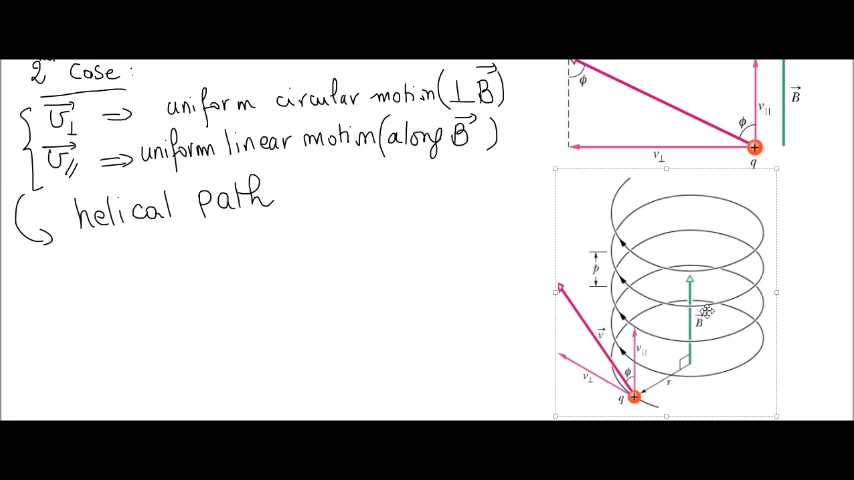 2nd Case:
v⊥ ⇒ uniform circular motion (⊥ B)
v// ⇒ uniform linear motion (along B)
helical path
ϕ
ϕ
v||
B
v⊥
+
q
p
B
v
v||
v⊥
ϕ
r
q
+